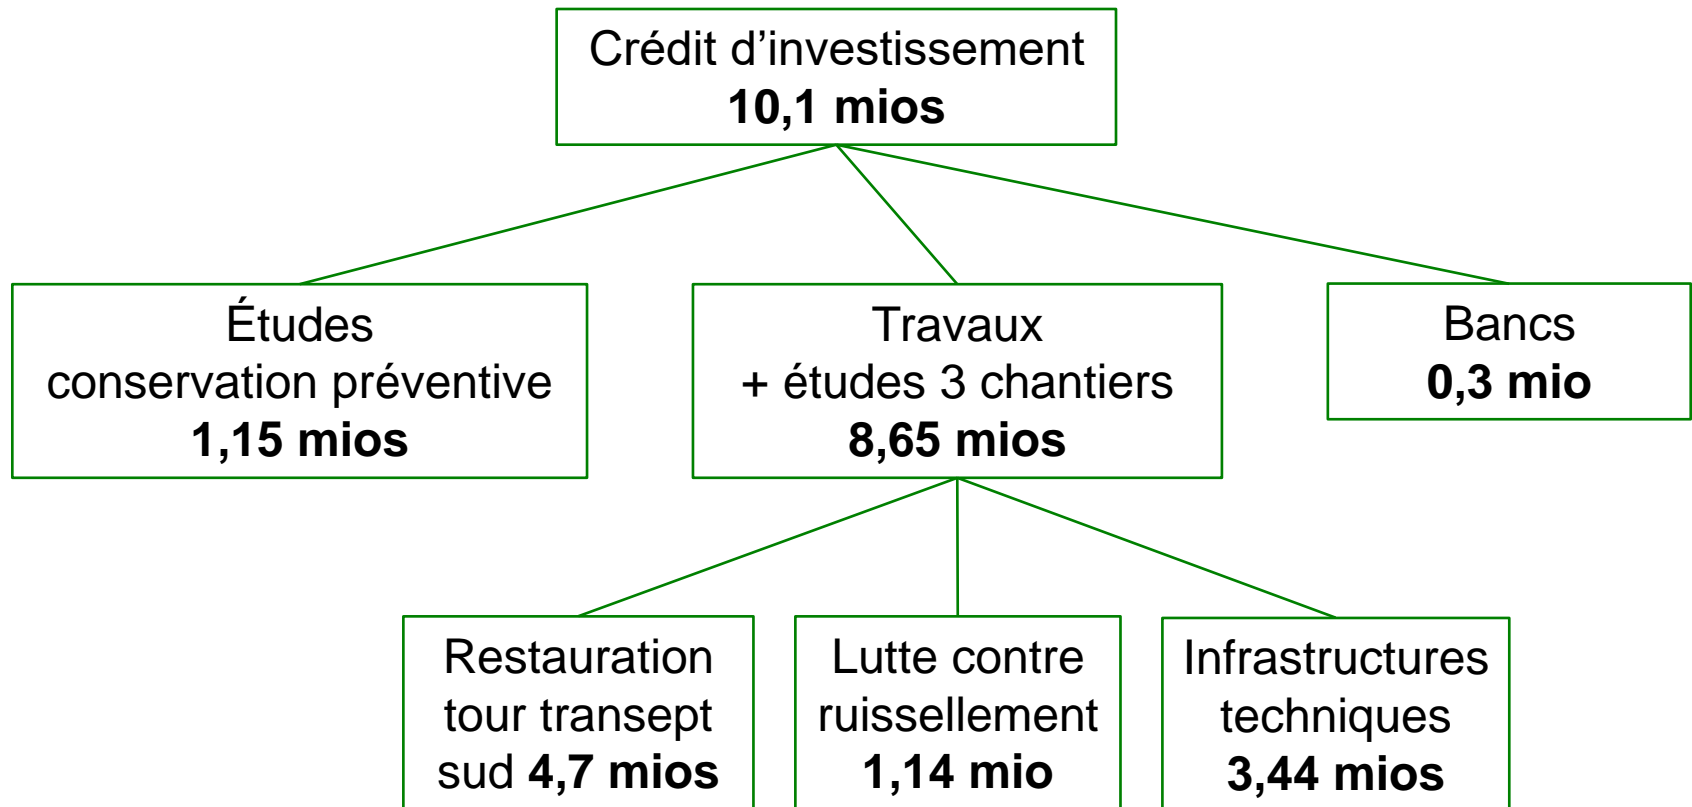 Crédit d’investissement
10,1 mios
Études
conservation préventive
1,15 mios
Travaux
+ études 3 chantiers
8,65 mios
Bancs
0,3 mio
Restauration
tour transept
sud 4,7 mios
Lutte contre
ruissellement
1,14 mio
Infrastructures
techniques
3,44 mios